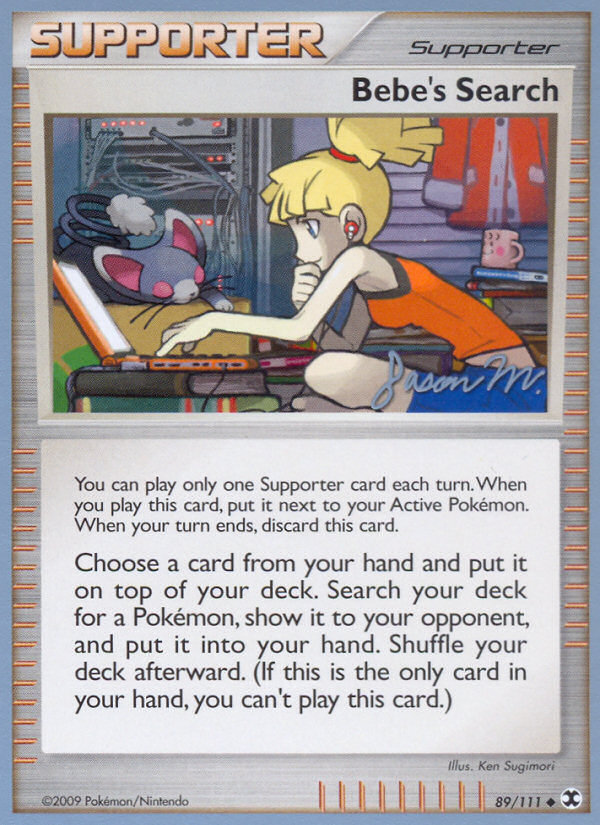 SUPPORTER
Supporter
Bebe's Search
Jason M.
You can play only one Supporter card each turn. When
you play this card, put it next to your Active Pokémon.
When your turn ends, discard this card.
Choose a card from your hand and put it
on top of your deck. Search your deck
for a Pokémon, show it to your opponent,
and put it into your hand. Shuffle your
deck afterward. (If this is the only card in
your hand, you can't play this card.)
Illus. Ken Sugimori
©2009 Pokémon/Nintendo
89/111